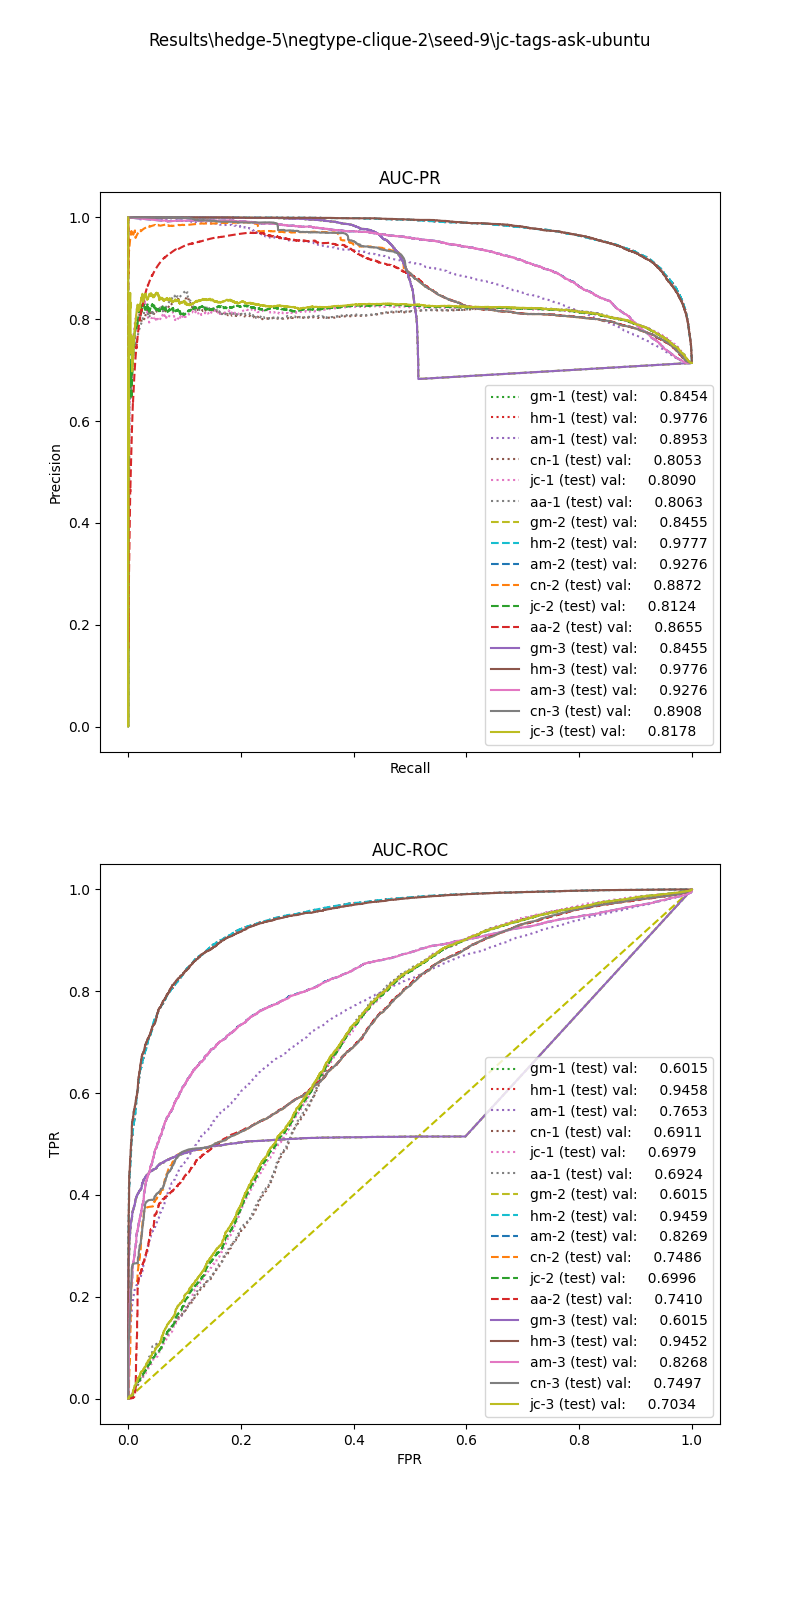 Results\hedge-5\negtype-clique-2\seed-9\jc-tags-ask-ubuntu
AUC-PR
1.0
0.8
0.6
0.4
0.2
0.0
Precision
Recall
gm-1 (test) val: 0.8454
hm-1 (test) val: 0.9776
am-1 (test) val: 0.8953
cn-1 (test) val: 0.8053
jc-1 (test) val: 0.8090
aa-1 (test) val: 0.8063
gm-2 (test) val: 0.8455
hm-2 (test) val: 0.9777
am-2 (test) val: 0.9276
cn-2 (test) val: 0.8872
jc-2 (test) val: 0.8124
aa-2 (test) val: 0.8655
gm-3 (test) val: 0.8455
hm-3 (test) val: 0.9776
am-3 (test) val: 0.9276
cn-3 (test) val: 0.8908
jc-3 (test) val: 0.8178
AUC-ROC
1.0
0.8
0.6
0.4
0.2
0.0
TPR
0.0 0.2 0.4 0.6 0.8 1.0
FPR
gm-1 (test) val: 0.6015
hm-1 (test) val: 0.9458
am-1 (test) val: 0.7653
cn-1 (test) val: 0.6911
jc-1 (test) val: 0.6979
aa-1 (test) val: 0.6924
gm-2 (test) val: 0.6015
hm-2 (test) val: 0.9459
am-2 (test) val: 0.8269
cn-2 (test) val: 0.7486
jc-2 (test) val: 0.6996
aa-2 (test) val: 0.7410
gm-3 (test) val: 0.6015
hm-3 (test) val: 0.9452
am-3 (test) val: 0.8268
cn-3 (test) val: 0.7497
jc-3 (test) val: 0.7034